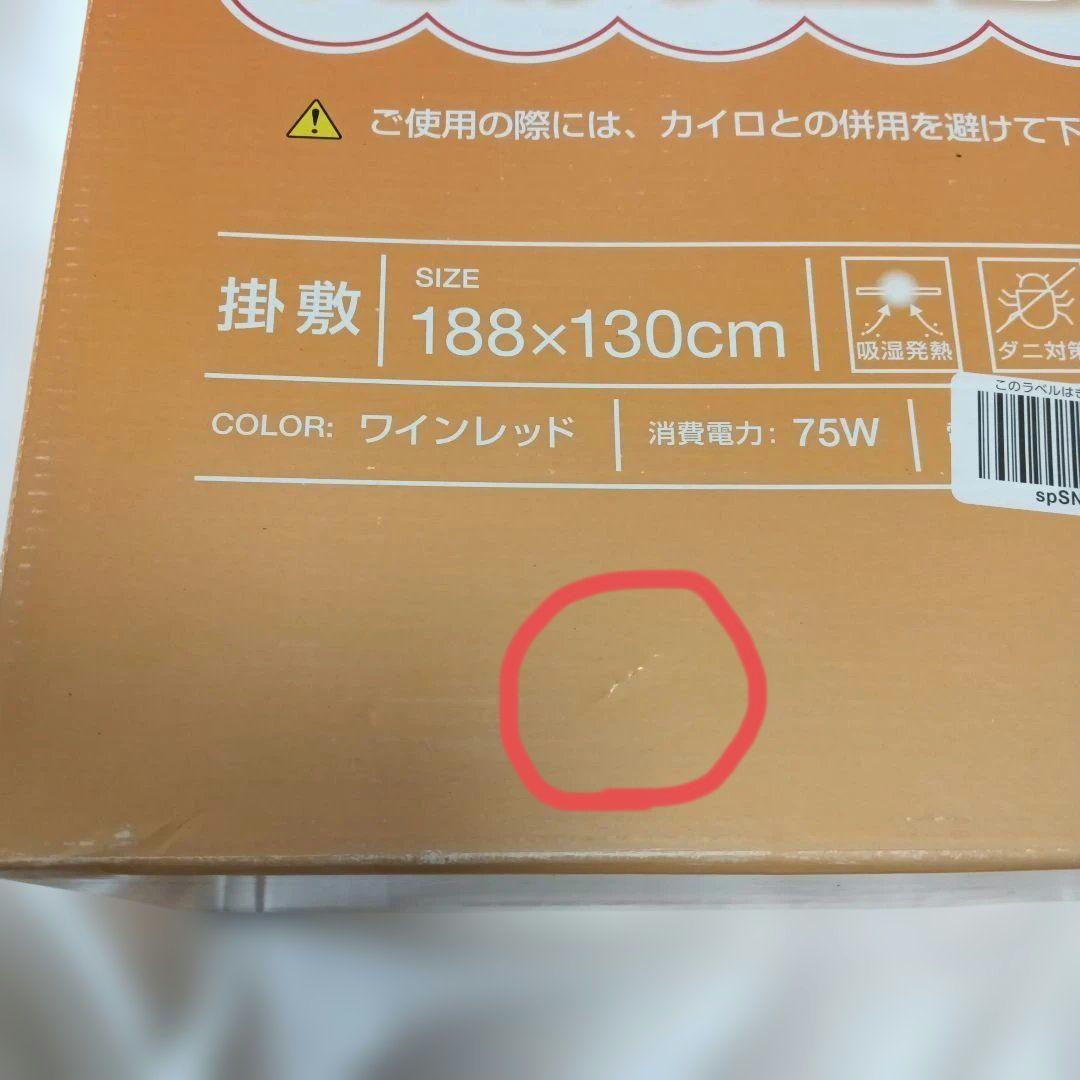 ご使用の際には、カイロとの併用を避けて下
掛敷
SIZE
188×130cm
吸湿発熱
ダニ対策
このラベルはき
COLOR: ワインレッド
消費電力: 75W
spSN